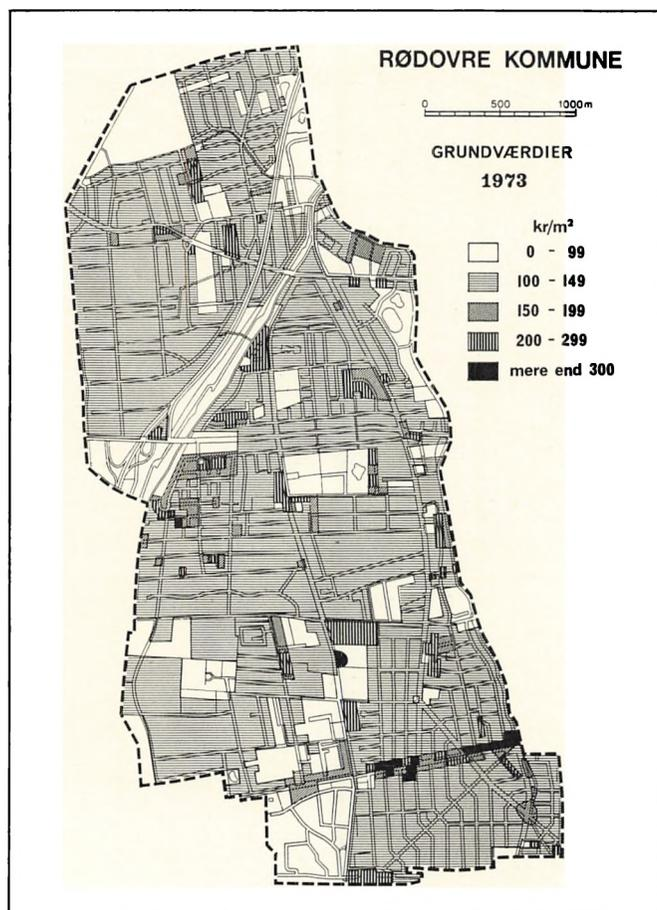 RØDOVRE KOMMUNE
0 500 1000m
GRUNDVÆRDIER
1973
kr/m²
0 - 99
100 - 149
150 - 199
200 - 299
mere end 300